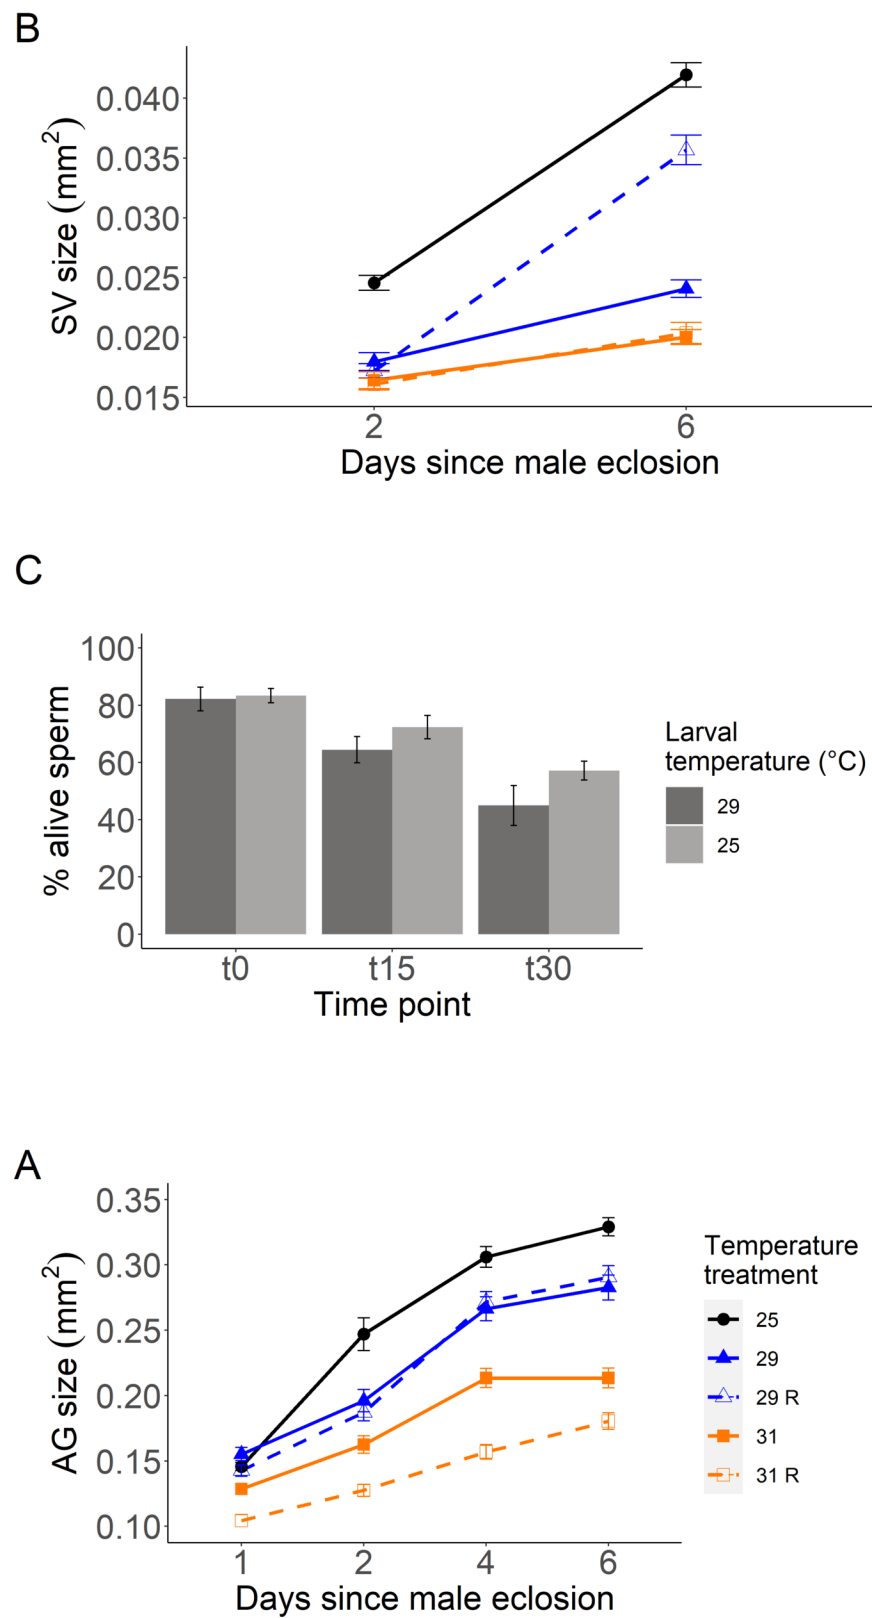 B
SV size (mm²)
0.040
0.035
0.030
0.025
0.020
0.015
2 6
Days since male eclosion
C
% alive sperm
100
80
60
40
20
0
t0 t15 t30
Time point
Larval
temperature (°C)
29
25
A
AG size (mm²)
0.35
0.30
0.25
0.20
0.15
0.10
1 2 4 6
Days since male eclosion
Temperature
treatment
25
29
29 R
31
31 R